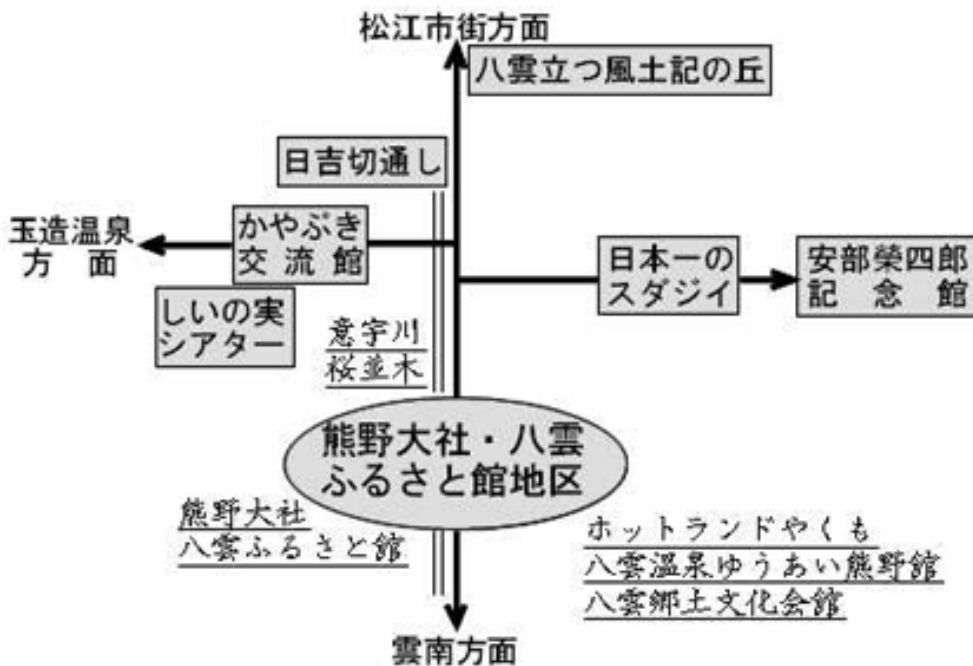 松江市街方面
八雲立つ風土記の丘
日吉切通し
玉造温泉
方面
かやぶき
交流館
しいの実
シアター
日本一の
スダジイ
安部榮四郎
記念館
意宇川
桜並木
熊野大社・八雲
ふるさと館地区
熊野大社
八雲ふるさと館
ホットランドやくも
八雲温泉ゆうあい熊野館
八雲郷土文化会館
雲南方面